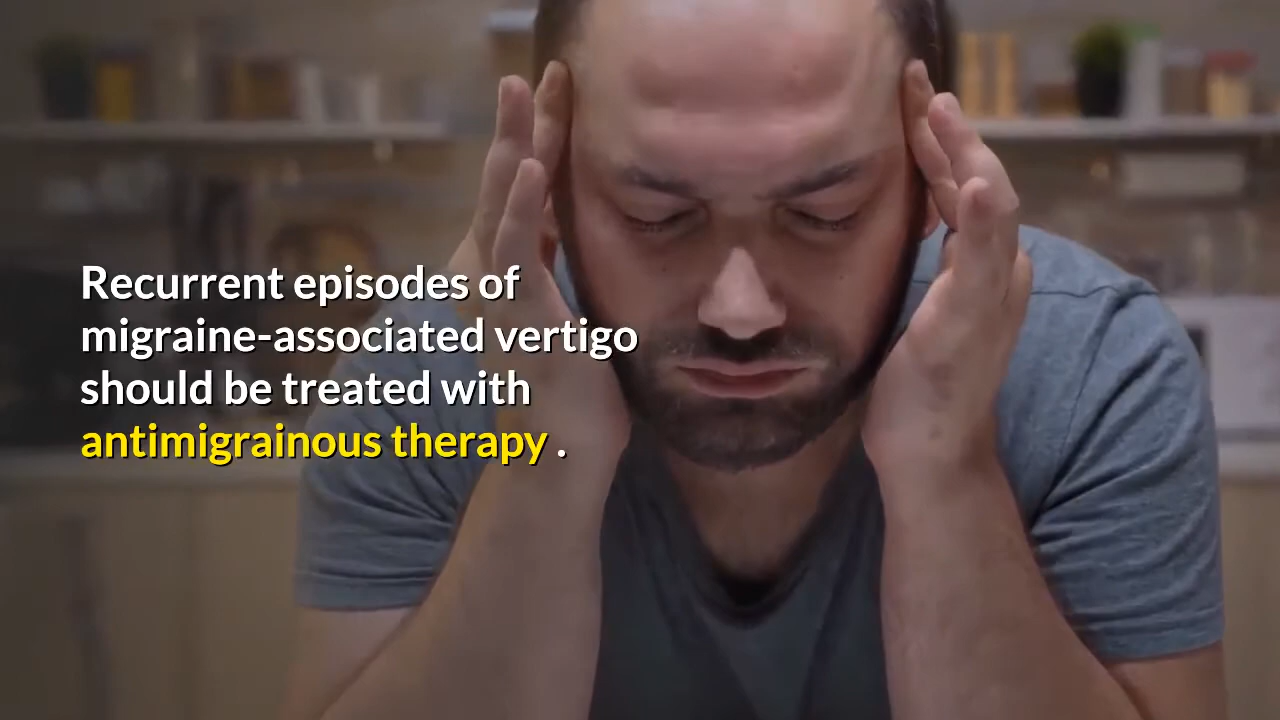 Recurrent episodes of
migraine-associated vertigo
should be treated with
antimigrainous therapy .